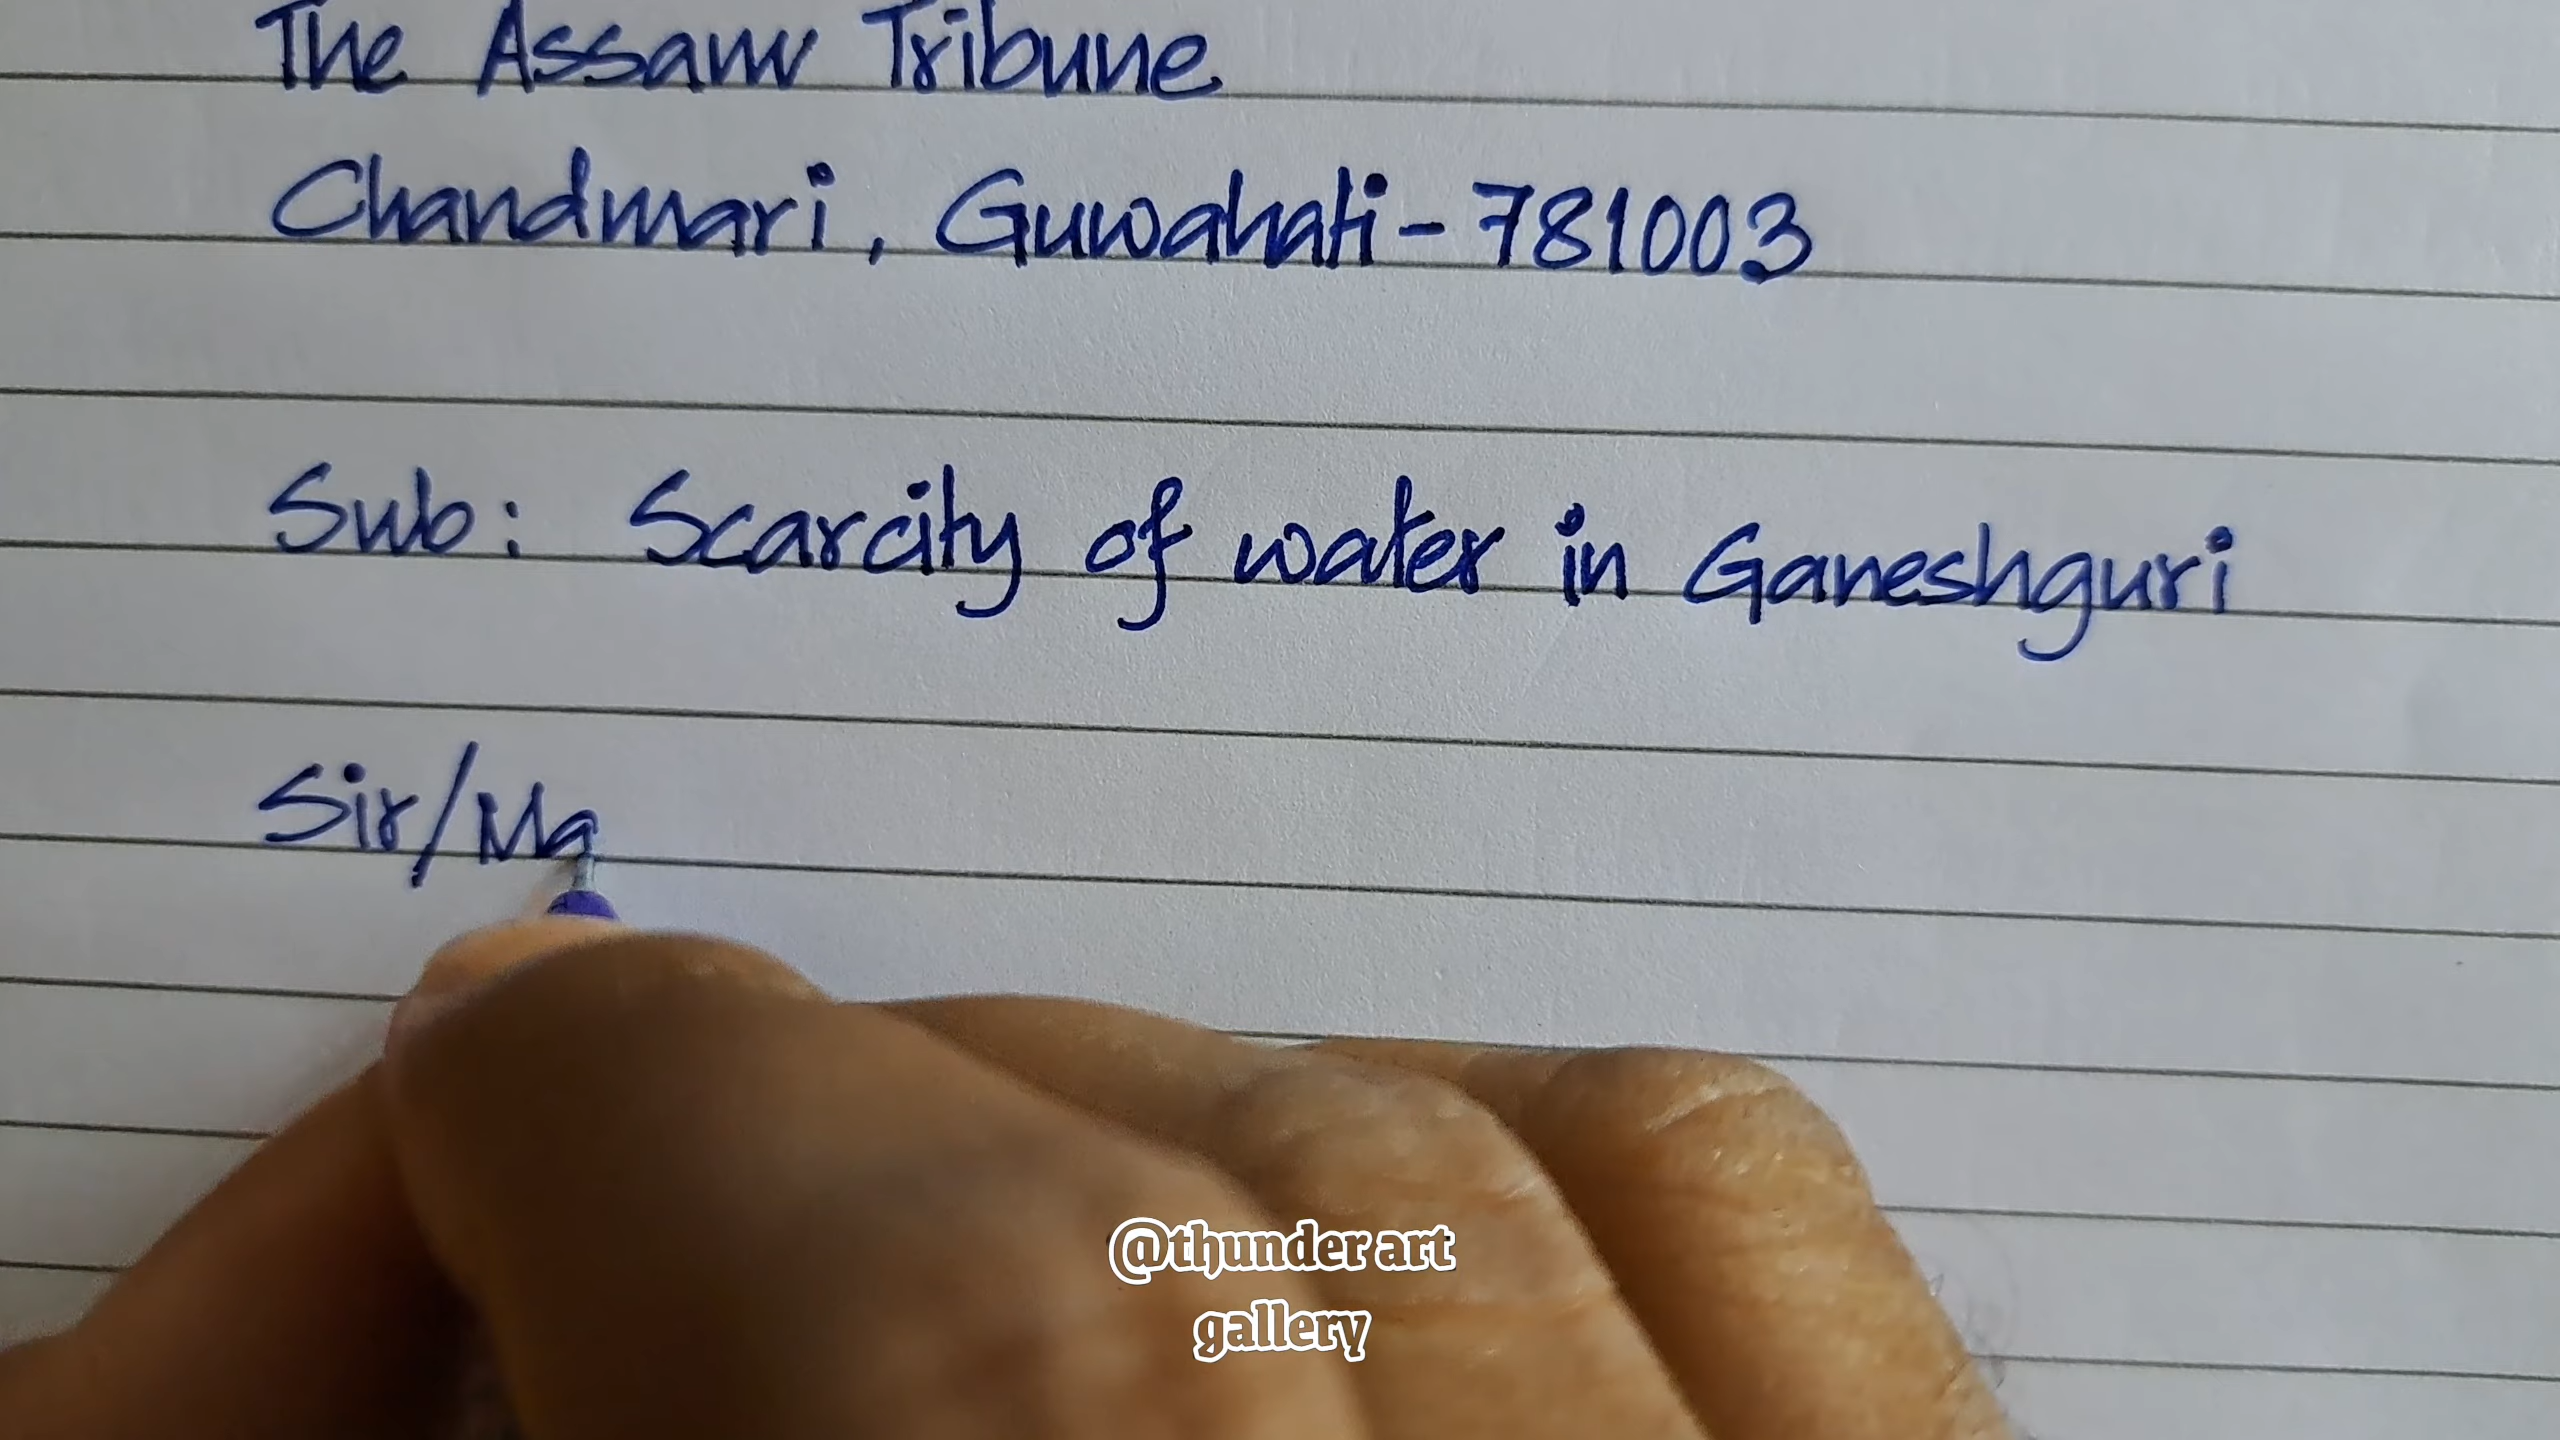 The Assam Tribune
Chandmari, Guwahati-781003
Sub: Scarcity of water in Ganeshguri
Sir/Ma
@thunder art
gallery